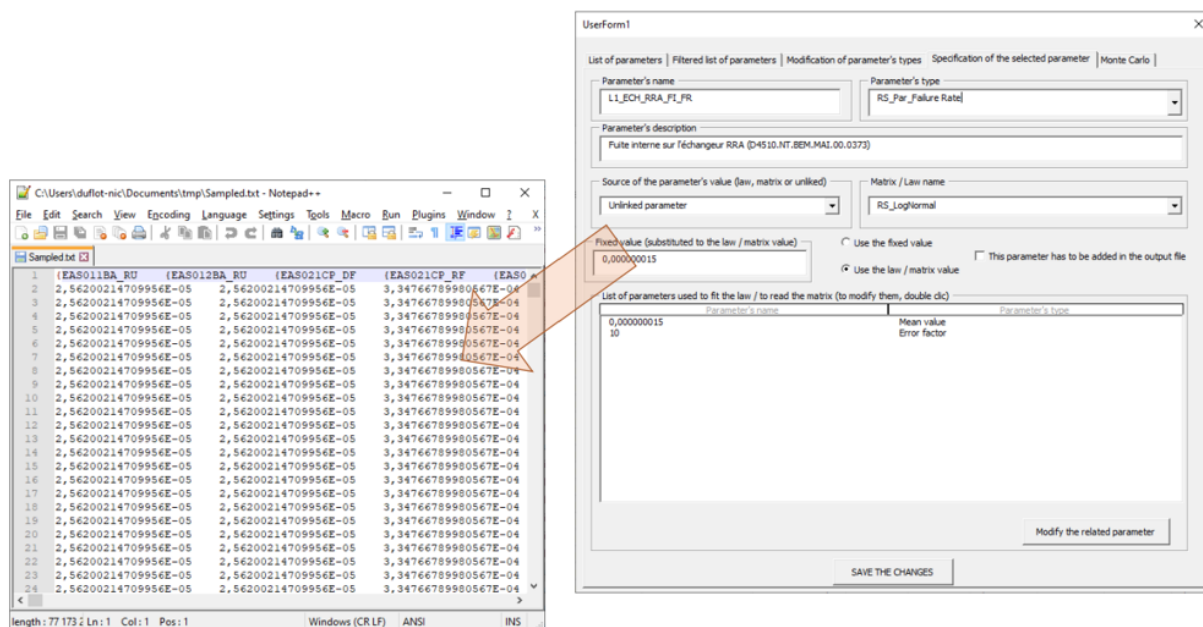 C:\Users\duflot-nic\Documents\tmp\Sampled.txt - Notepad++
File Edit Search View Encoding Language Settings Tools Macro Run Plugins Window ? X
Sampled.txt
1 (EAS011BA_RU (EAS012BA_RU (EAS021CP_DF (EAS021CP_RF (EAS0
2 2,56200214709956E-05 2,56200214709956E-05 3,34766789980567E-04
3 2,56200214709956E-05 2,56200214709956E-05 3,34766789980567E-04
4 2,56200214709956E-05 2,56200214709956E-05 3,34766789980567E-04
5 2,56200214709956E-05 2,56200214709956E-05 3,34766789980567E-04
6 2,56200214709956E-05 2,56200214709956E-05 3,34766789980567E-04
7 2,56200214709956E-05 2,56200214709956E-05 3,34766789980567E-04
8 2,56200214709956E-05 2,56200214709956E-05 3,34766789980567E-04
9 2,56200214709956E-05 2,56200214709956E-05 3,34766789980567E-04
10 2,56200214709956E-05 2,56200214709956E-05 3,34766789980567E-04
11 2,56200214709956E-05 2,56200214709956E-05 3,34766789980567E-04
12 2,56200214709956E-05 2,56200214709956E-05 3,34766789980567E-04
13 2,56200214709956E-05 2,56200214709956E-05 3,34766789980567E-04
14 2,56200214709956E-05 2,56200214709956E-05 3,34766789980567E-04
15 2,56200214709956E-05 2,56200214709956E-05 3,34766789980567E-04
16 2,56200214709956E-05 2,56200214709956E-05 3,34766789980567E-04
17 2,56200214709956E-05 2,56200214709956E-05 3,34766789980567E-04
18 2,56200214709956E-05 2,56200214709956E-05 3,34766789980567E-04
19 2,56200214709956E-05 2,56200214709956E-05 3,34766789980567E-04
20 2,56200214709956E-05 2,56200214709956E-05 3,34766789980567E-04
21 2,56200214709956E-05 2,56200214709956E-05 3,34766789980567E-04
22 2,56200214709956E-05 2,56200214709956E-05 3,34766789980567E-04
23 2,56200214709956E-05 2,56200214709956E-05 3,34766789980567E-04
24 2,56200214709956E-05 2,56200214709956E-05 3,34766789980567E-04
length : 77 173 2 Ln : 1 Col : 1 Pos : 1 Windows (CR LF) ANSI INS
UserForm1
List of parameters Filtered list of parameters Modification of parameter's types Specification of the selected parameter Monte Carlo
Parameter's name Parameter's type
L1_ECH_RRA_FI_FR RS_Par_Failure Rate
Parameter's description
Fuite interne sur l'échangeur RRA (D4510.NT.BEM.MAI.00.0373)
Source of the parameter's value (law, matrix or unliked) Matrix / Law name
Unlinked parameter RS_LogNormal
Fixed value (substituted to the law / matrix value)
0,000000015
Use the fixed value
Use the law / matrix value
This parameter has to be added in the output file
List of parameters used to fit the law / to read the matrix (to modify them, double clic)
Parameter's name Parameter's type
0,000000015 Mean value
10 Error factor
Modify the related parameter
SAVE THE CHANGES